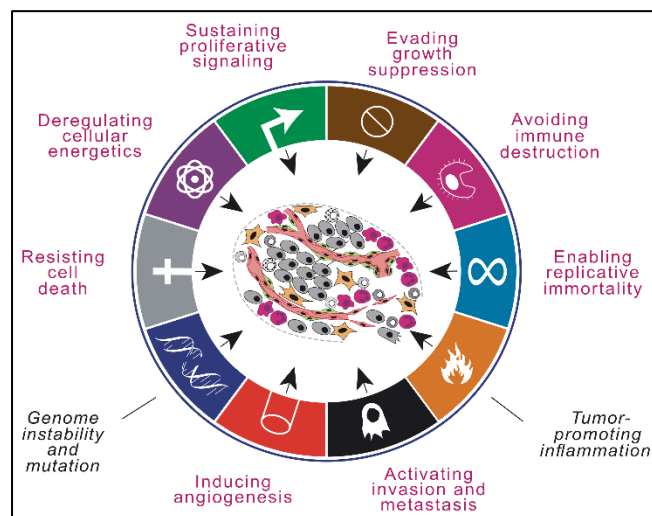 Sustaining
proliferative
signaling
Evading
growth
suppression
Deregulating
cellular
energetics
Avoiding
immune
destruction
Resisting
cell
death
Enabling
replicative
immortality
Genome
instability
and
mutation
Tumor-
promoting
inflammation
Inducing
angiogenesis
Activating
invasion and
metastasis